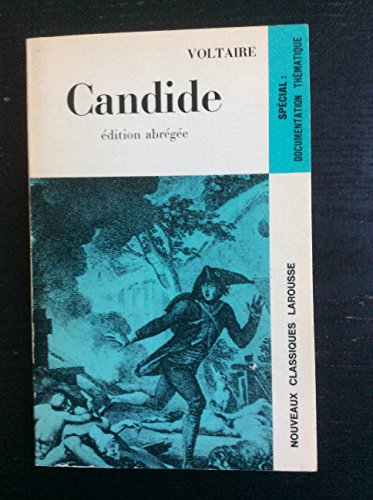 VOLTAIRE
Candide
édition abrégée
SPÉCIAL :
DOCUMENTATION THÉMATIQUE
NOUVEAUX CLASSIQUES LAROUSSE